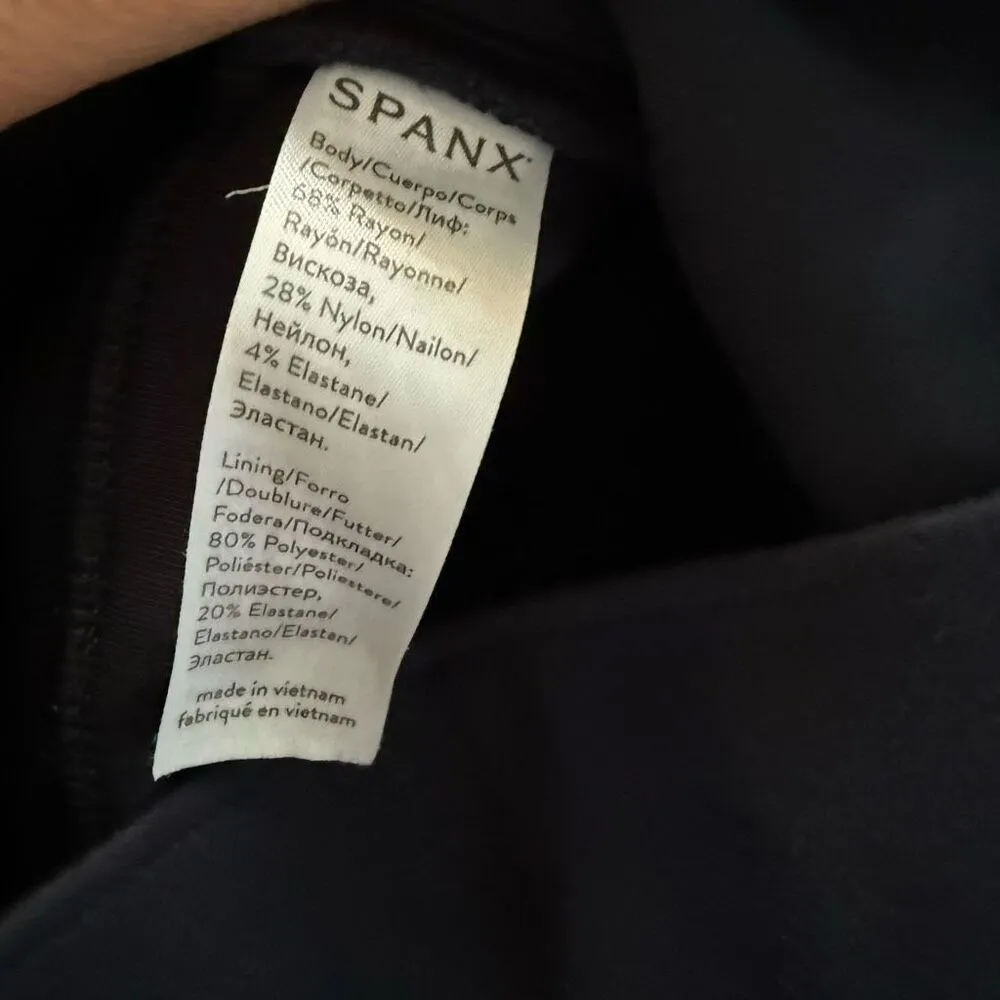 SPANX
Body/Cuerpo/Corps
/Corpetto/Лиф:
68% Rayon/
Rayón/Rayonne/
Вискоза,
28% Nylon/Nailon/
Нейлон,
4% Elastane/
Elastano/Elastan/
Эластан.
Lining/Forro
/Doublure/Futter/
Fodera/Подкладка:
80% Polyester/
Poliéster/Poliestere/
Полиэстер,
20% Elastane/
Elastano/Elastan/
Эластан.
made in vietnam
fabriqué en vietnam